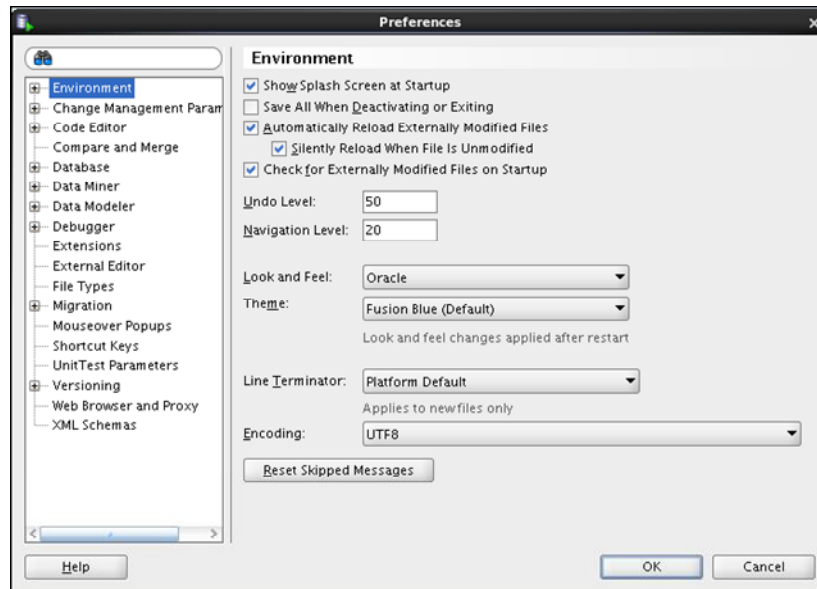 Preferences
Environment
Change Management Param
Code Editor
Compare and Merge
Database
Data Miner
Data Modeler
Debugger
Extensions
External Editor
File Types
Migration
Mouseover Popups
Shortcut Keys
UnitTest Parameters
Versioning
Web Browser and Proxy
XML Schemas
Environment
Show Splash Screen at Startup
Save All When Deactivating or Exiting
Automatically Reload Externally Modified Files
Silently Reload When File Is Unmodified
Check for Externally Modified Files on Startup
Undo Level: 50
Navigation Level: 20
Look and Feel: Oracle
Theme: Fusion Blue (Default)
Look and feel changes applied after restart
Line Terminator: Platform Default
Applies to new files only
Encoding: UTF8
Reset Skipped Messages
Help OK Cancel